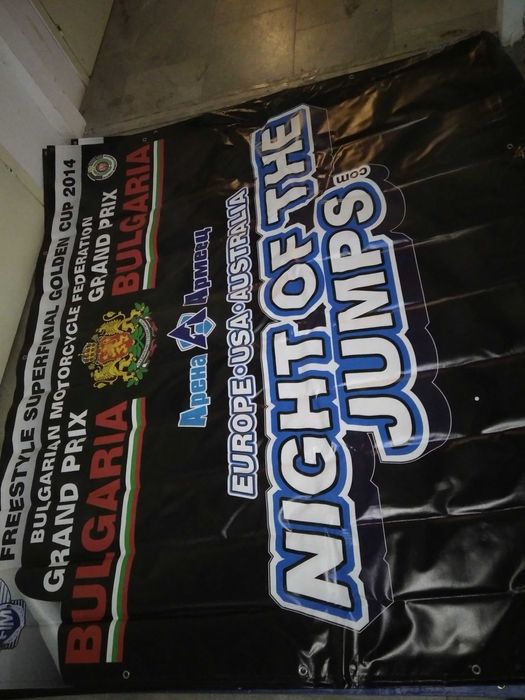 FREESTYLE SUPERFINAL GOLDEN CUP 2014
BULGARIAN MOTORCYCLE FEDERATION
GRAND PRIX
GRAND PRIX
BULGARIA
BULGARIA
FIM
Арена Армеец
EUROPE•USA•AUSTRALIA
NIGHT OF THE
JUMPS.COM